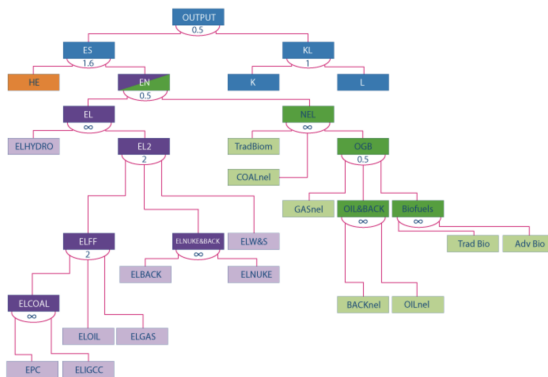 OUTPUT
0.5
ES
KL
1.6
1
HE
EN
K
L
0.5
EL
NEL
∞
∞
ELHYDRO
EL2
TradBiom
OGB
2
0.5
COALnel
GASnel
OIL&BACK
Biofuels
∞
∞
ELFF
ELNUKE&BACK
ELW&S
Trad Bio
Adv Bio
2
∞
ELBACK
ELNUKE
ELCOAL
BACKnel
OILnel
∞
ELOIL
ELGAS
EPC
ELIGCC